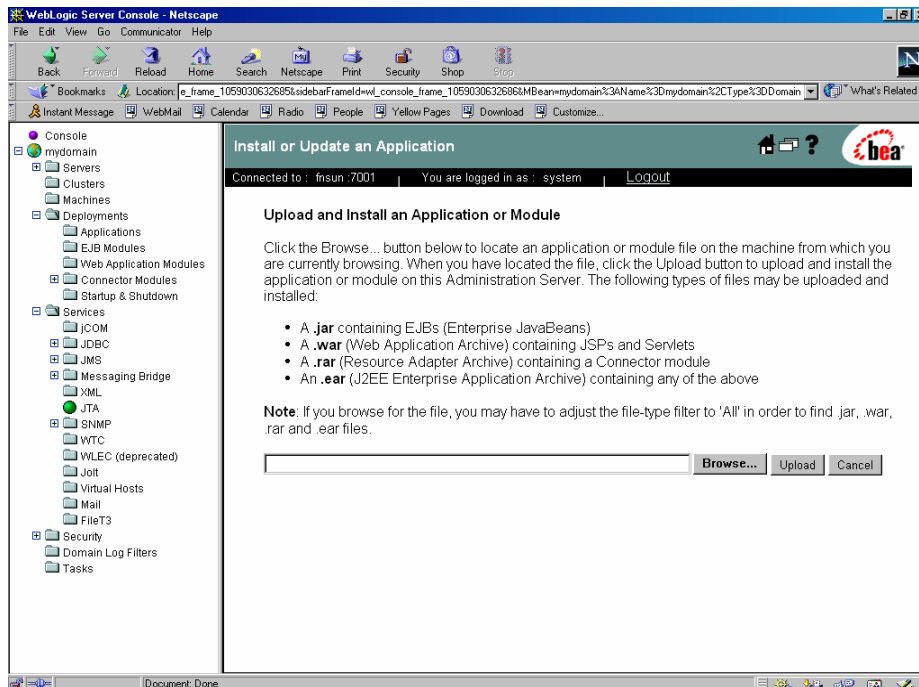 WebLogic Server Console - Netscape
File Edit View Go Communicator Help
Back Forward Reload Home Search Netscape Print Security Shop Stop
Bookmarks Location: e_frame_1059030632685&sidebarFrameId=wl_console_frame_1059030632686&MBean=mydomain%3AName%3Dmydomain%2CType%3DDomain What's Related
Instant Message WebMail Calendar Radio People Yellow Pages Download Customize...
Console
mydomain
Servers
Clusters
Machines
Deployments
Applications
EJB Modules
Web Application Modules
Connector Modules
Startup & Shutdown
Services
jCOM
JDBC
JMS
Messaging Bridge
XML
JTA
SNMP
WTC
WLEC (deprecated)
Jolt
Virtual Hosts
Mail
FileT3
Security
Domain Log Filters
Tasks
Install or Update an Application
?
bea
Connected to : fnsun :7001 | You are logged in as : system | Logout
Upload and Install an Application or Module
Click the Browse... button below to locate an application or module file on the machine from which you
are currently browsing. When you have located the file, click the Upload button to upload and install the
application or module on this Administration Server. The following types of files may be uploaded and
installed:
• A .jar containing EJBs (Enterprise JavaBeans)
• A .war (Web Application Archive) containing JSPs and Servlets
• A .rar (Resource Adapter Archive) containing a Connector module
• An .ear (J2EE Enterprise Application Archive) containing any of the above
Note: If you browse for the file, you may have to adjust the file-type filter to 'All' in order to find .jar, .war,
.rar and .ear files.
Browse... Upload Cancel
Document: Done